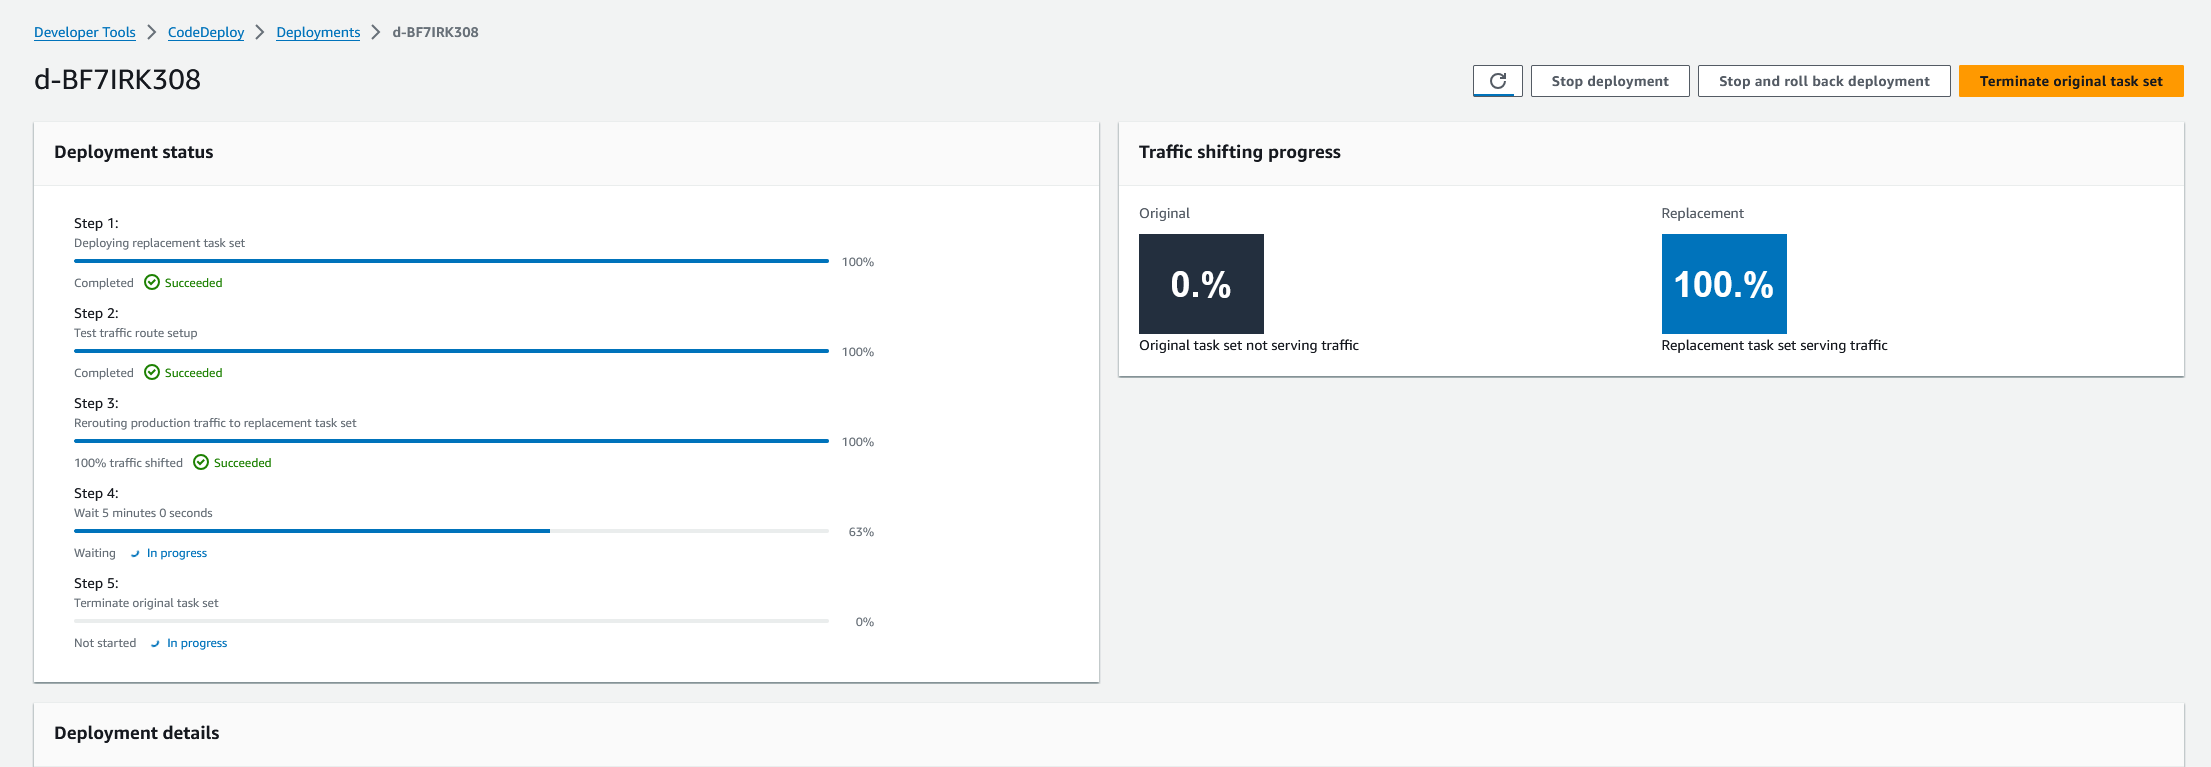 Developer Tools > CodeDeploy > Deployments > d-BF7IRK308
d-BF7IRK308
Stop deployment
Stop and roll back deployment
Terminate original task set
Deployment status
Step 1:
Deploying replacement task set
100%
Completed Succeeded
Step 2:
Test traffic route setup
100%
Completed Succeeded
Step 3:
Rerouting production traffic to replacement task set
100%
100% traffic shifted Succeeded
Step 4:
Wait 5 minutes 0 seconds
63%
Waiting In progress
Step 5:
Terminate original task set
0%
Not started In progress
Traffic shifting progress
Original
0.%
Original task set not serving traffic
Replacement
100.%
Replacement task set serving traffic
Deployment details